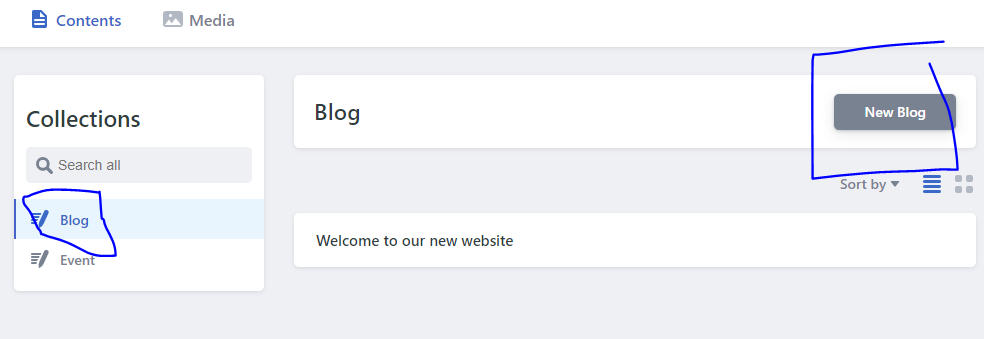 Contents
Media
Collections
Search all
Blog
Event
Blog
New Blog
Sort by
Welcome to our new website